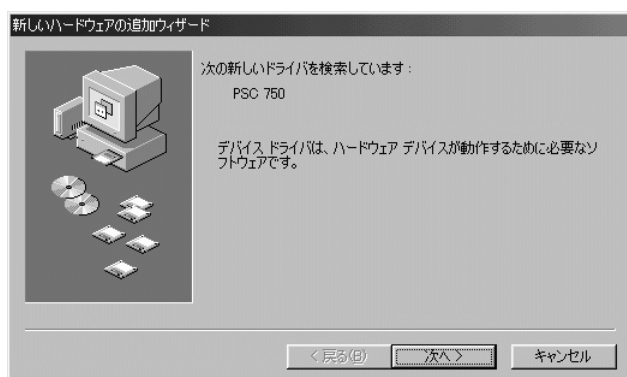 新しいハードウェアの追加ウィザード
次の新しいドライバを検索しています :
PSC 750
デバイス ドライバは、ハードウェア デバイスが動作するために必要なソ
フトウェアです。
< 戻る(B)
次へ >
キャンセル